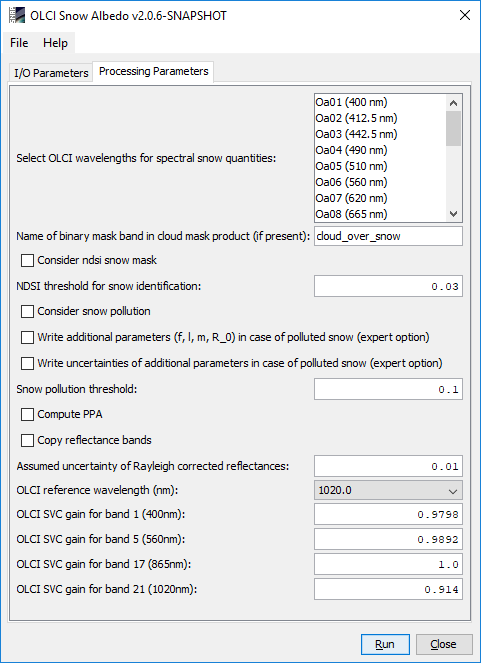 OLCI Snow Albedo v2.0.6-SNAPSHOT
File Help
I/O Parameters Processing Parameters
Oa01 (400 nm)
Oa02 (412.5 nm)
Oa03 (442.5 nm)
Oa04 (490 nm)
Select OLCI wavelengths for spectral snow quantities:
Oa05 (510 nm)
Oa06 (560 nm)
Oa07 (620 nm)
Oa08 (665 nm)
Name of binary mask band in cloud mask product (if present): cloud_over_snow
Consider ndsi snow mask
NDSI threshold for snow identification: 0.03
Consider snow pollution
Write additional parameters (f, l, m, R_0) in case of polluted snow (expert option)
Write uncertainties of additional parameters in case of polluted snow (expert option)
Snow pollution threshold: 0.1
Compute PPA
Copy reflectance bands
Assumed uncertainty of Rayleigh corrected reflectances: 0.01
OLCI reference wavelength (nm): 1020.0
OLCI SVC gain for band 1 (400nm): 0.9798
OLCI SVC gain for band 5 (560nm): 0.9892
OLCI SVC gain for band 17 (865nm): 1.0
OLCI SVC gain for band 21 (1020nm): 0.914
Run Close